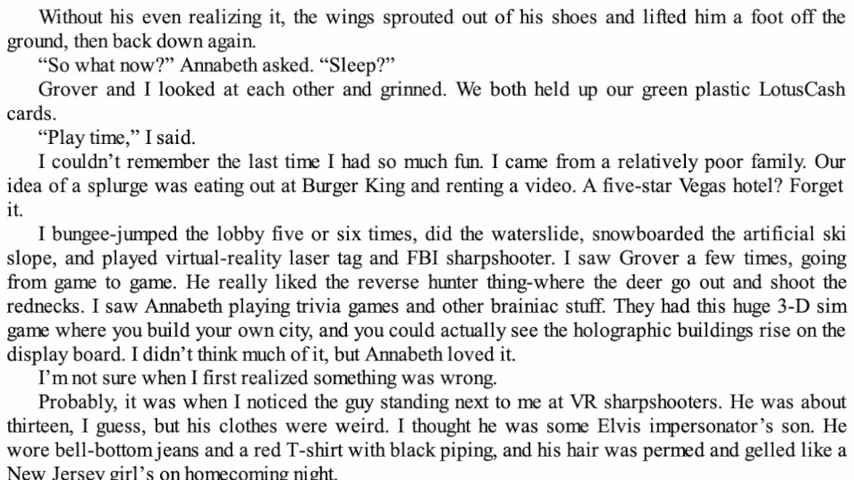 Without his even realizing it, the wings sprouted out of his shoes and lifted him a foot off the
ground, then back down again.
“So what now?” Annabeth asked. “Sleep?”
Grover and I looked at each other and grinned. We both held up our green plastic LotusCash
cards.
“Play time,” I said.
I couldn’t remember the last time I had so much fun. I came from a relatively poor family. Our
idea of a splurge was eating out at Burger King and renting a video. A five-star Vegas hotel? Forget
it.
I bungee-jumped the lobby five or six times, did the waterslide, snowboarded the artificial ski
slope, and played virtual-reality laser tag and FBI sharpshooter. I saw Grover a few times, going
from game to game. He really liked the reverse hunter thing-where the deer go out and shoot the
rednecks. I saw Annabeth playing trivia games and other brainiac stuff. They had this huge 3-D sim
game where you build your own city, and you could actually see the holographic buildings rise on the
display board. I didn’t think much of it, but Annabeth loved it.
I’m not sure when I first realized something was wrong.
Probably, it was when I noticed the guy standing next to me at VR sharpshooters. He was about
thirteen, I guess, but his clothes were weird. I thought he was some Elvis impersonator’s son. He
wore bell-bottom jeans and a red T-shirt with black piping, and his hair was permed and gelled like a
New Jersey girl’s on homecoming night.